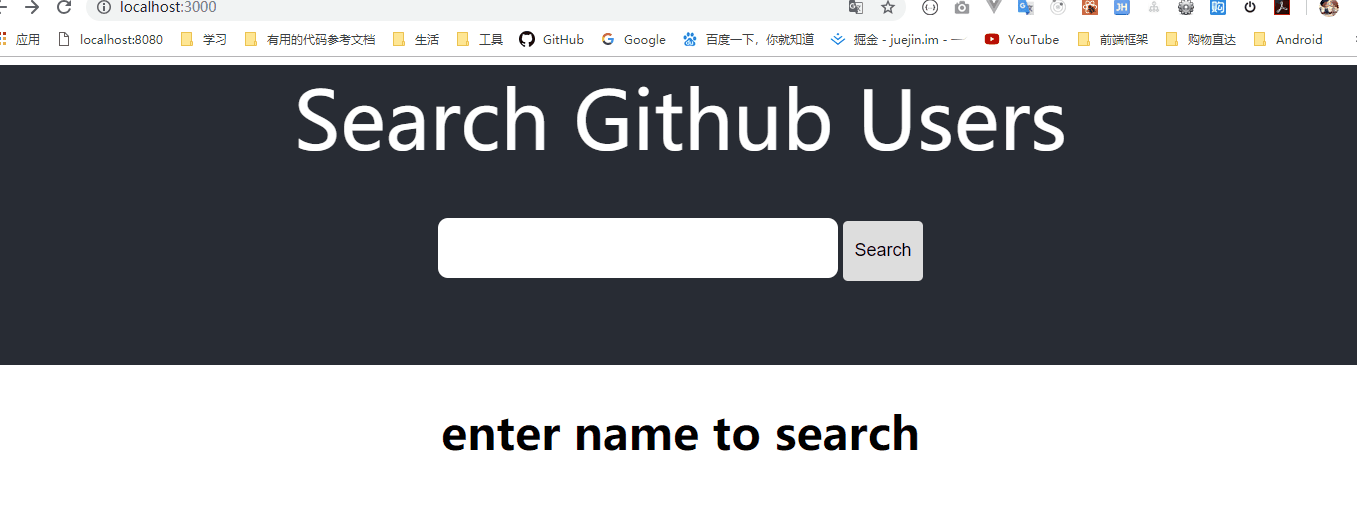 localhost:3000
应用 localhost:8080 学习 有用的代码参考文档 生活 工具 GitHub Google 百度一下，你就知道 掘金 - juejin.im - 一 YouTube 前端框架 购物直达 Android
Search Github Users
Search
enter name to search